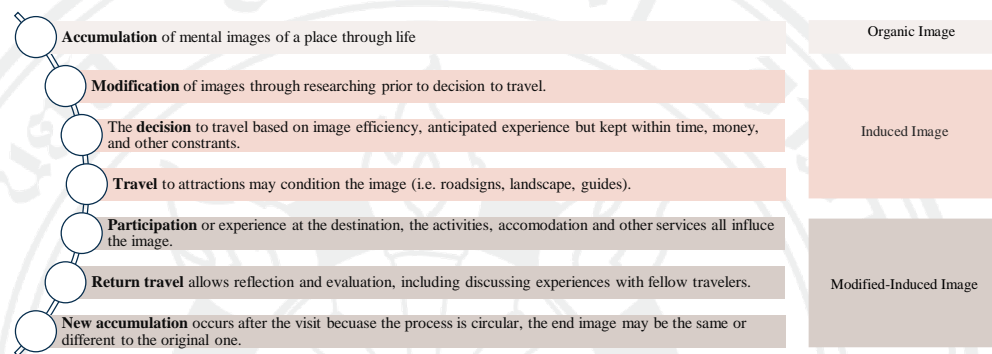 Accumulation of mental images of a place through life
Organic Image
Modification of images through researching prior to decision to travel.
The decision to travel based on image efficiency, anticipated experience but kept within time, money,
and other constrants.
Induced Image
Travel to attractions may condition the image (i.e. roadsigns, landscape, guides).
Participation or experience at the destination, the activities, accomodation and other services all influce
the image.
Return travel allows reflection and evaluation, including discussing experiences with fellow travelers.
Modified-Induced Image
New accumulation occurs after the visit becuase the process is circular, the end image may be the same or
different to the original one.